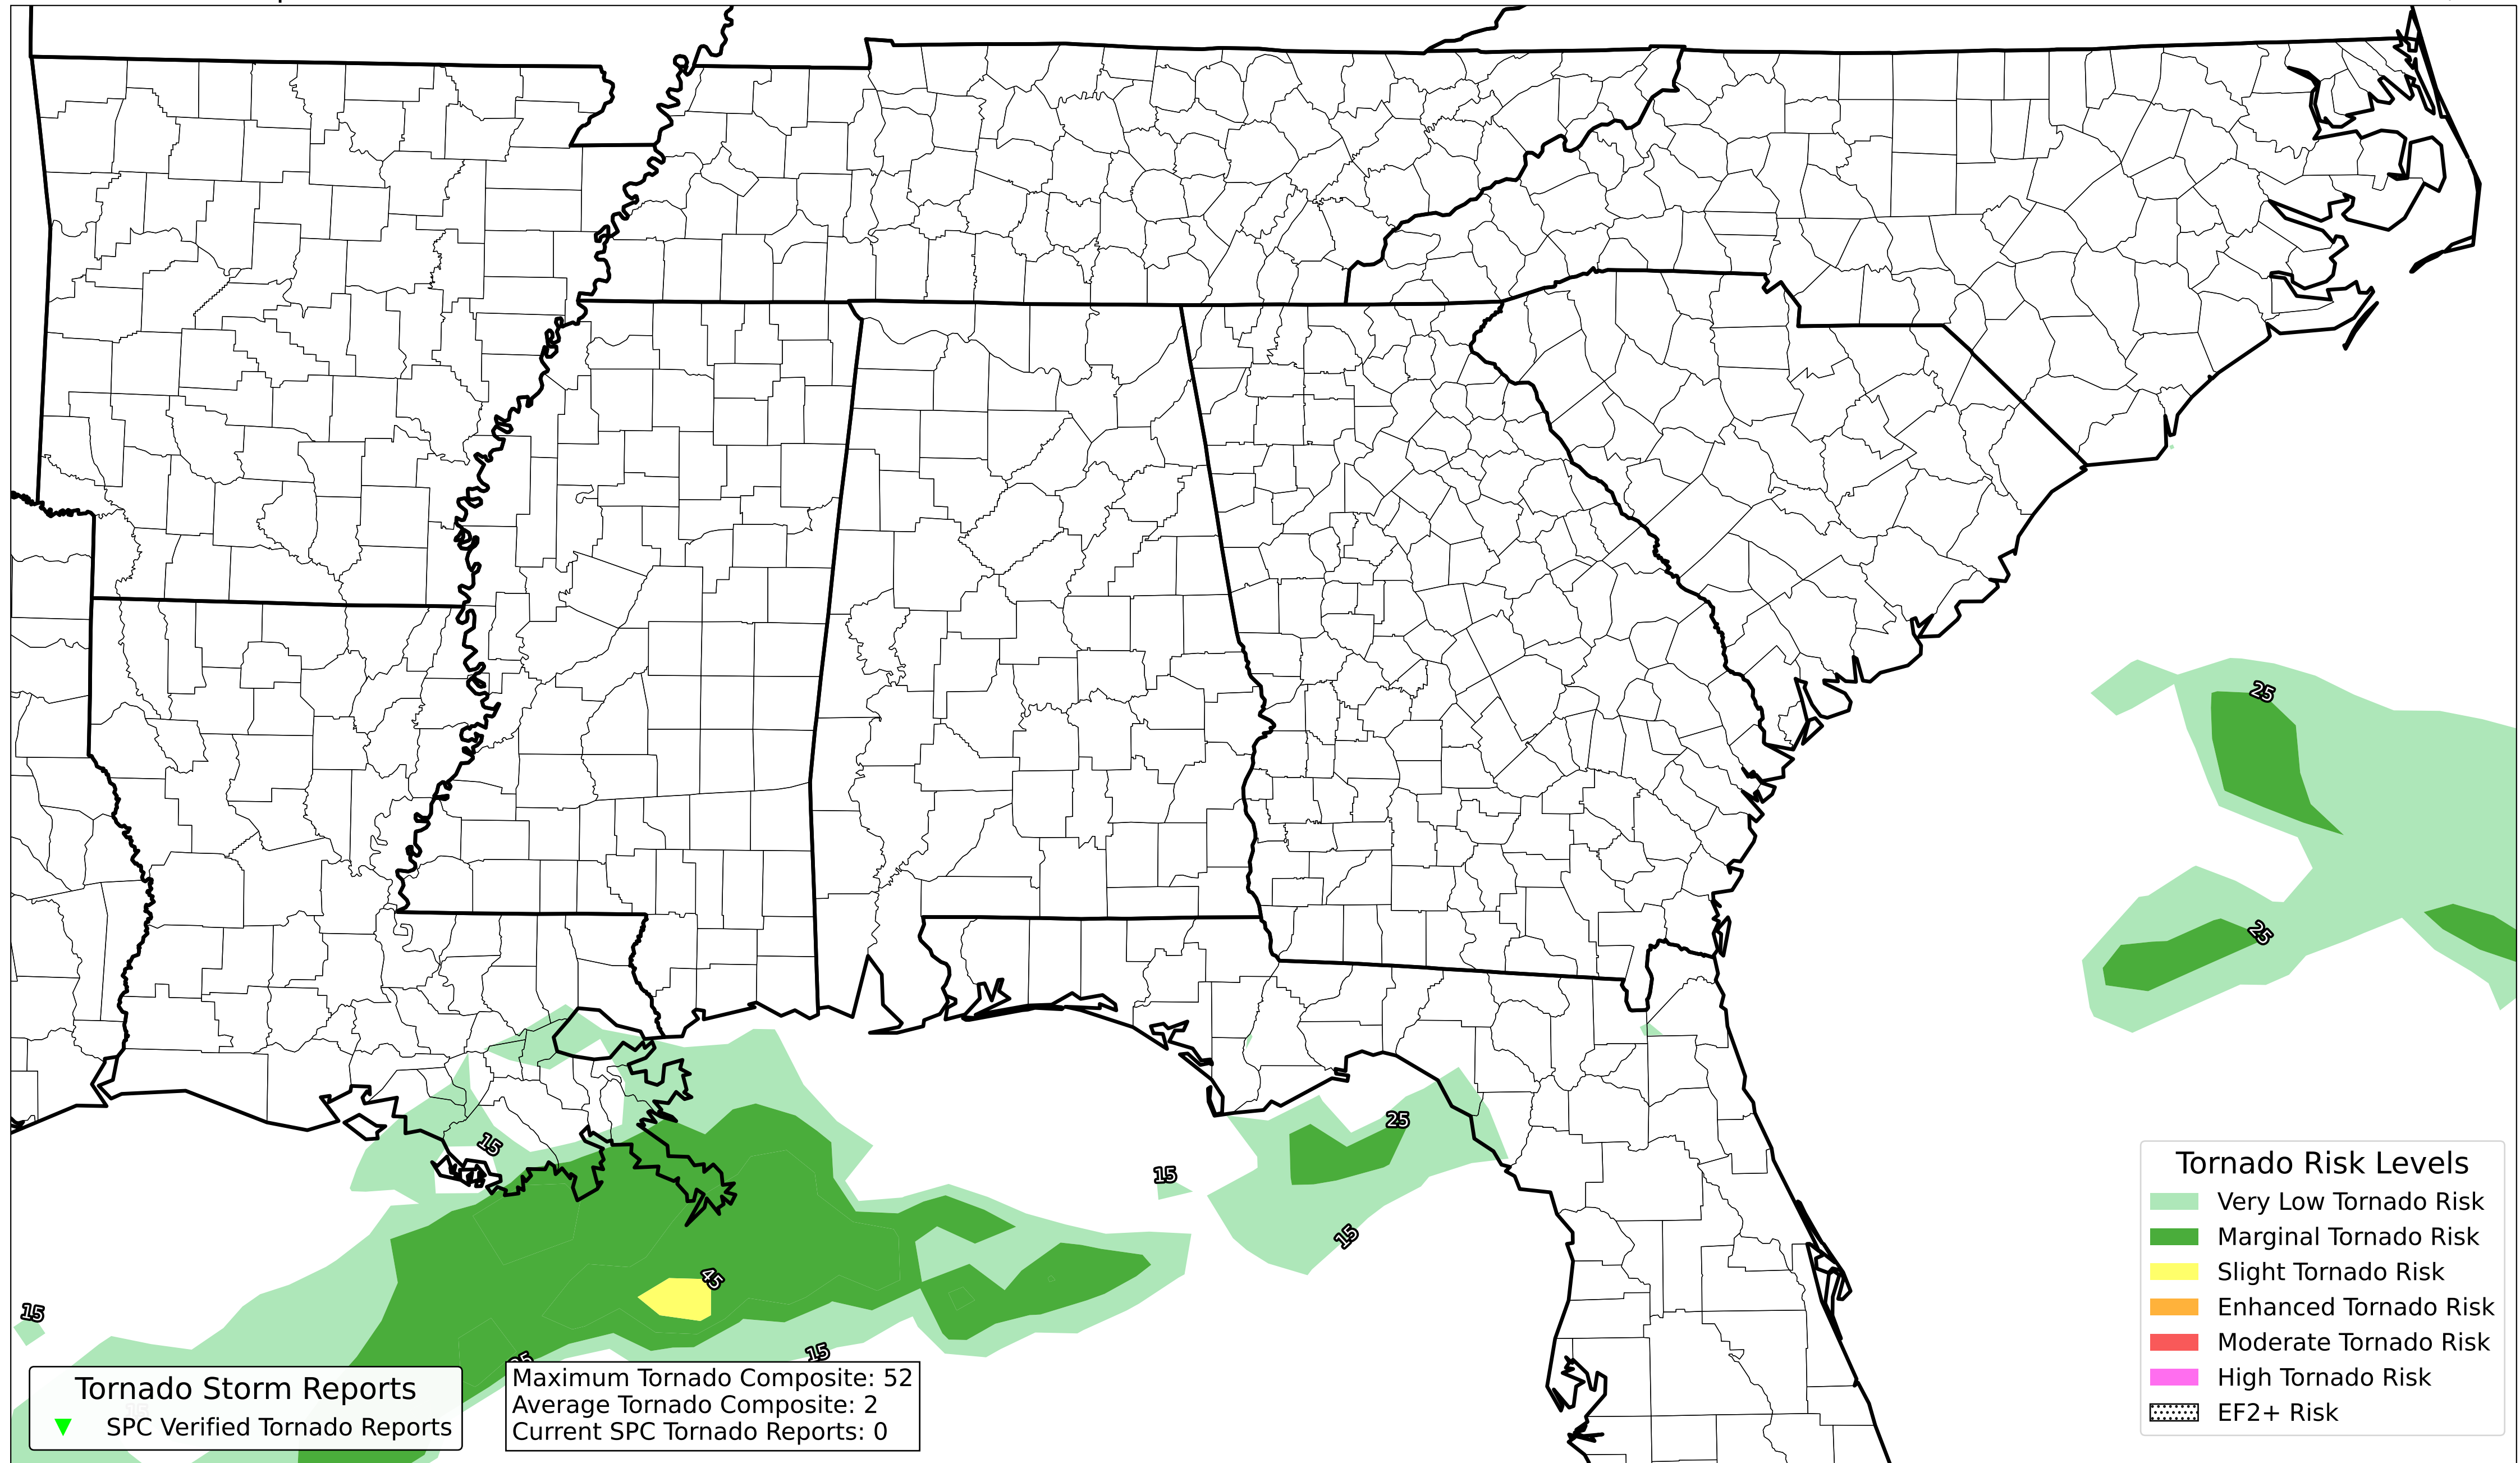 25
25
25
15
15
15
45
15
15
Tornado Storm Reports
SPC Verified Tornado Reports
Maximum Tornado Composite: 52
Average Tornado Composite: 2
Current SPC Tornado Reports: 0
Tornado Risk Levels
Very Low Tornado Risk
Marginal Tornado Risk
Slight Tornado Risk
Enhanced Tornado Risk
Moderate Tornado Risk
High Tornado Risk
EF2+ Risk